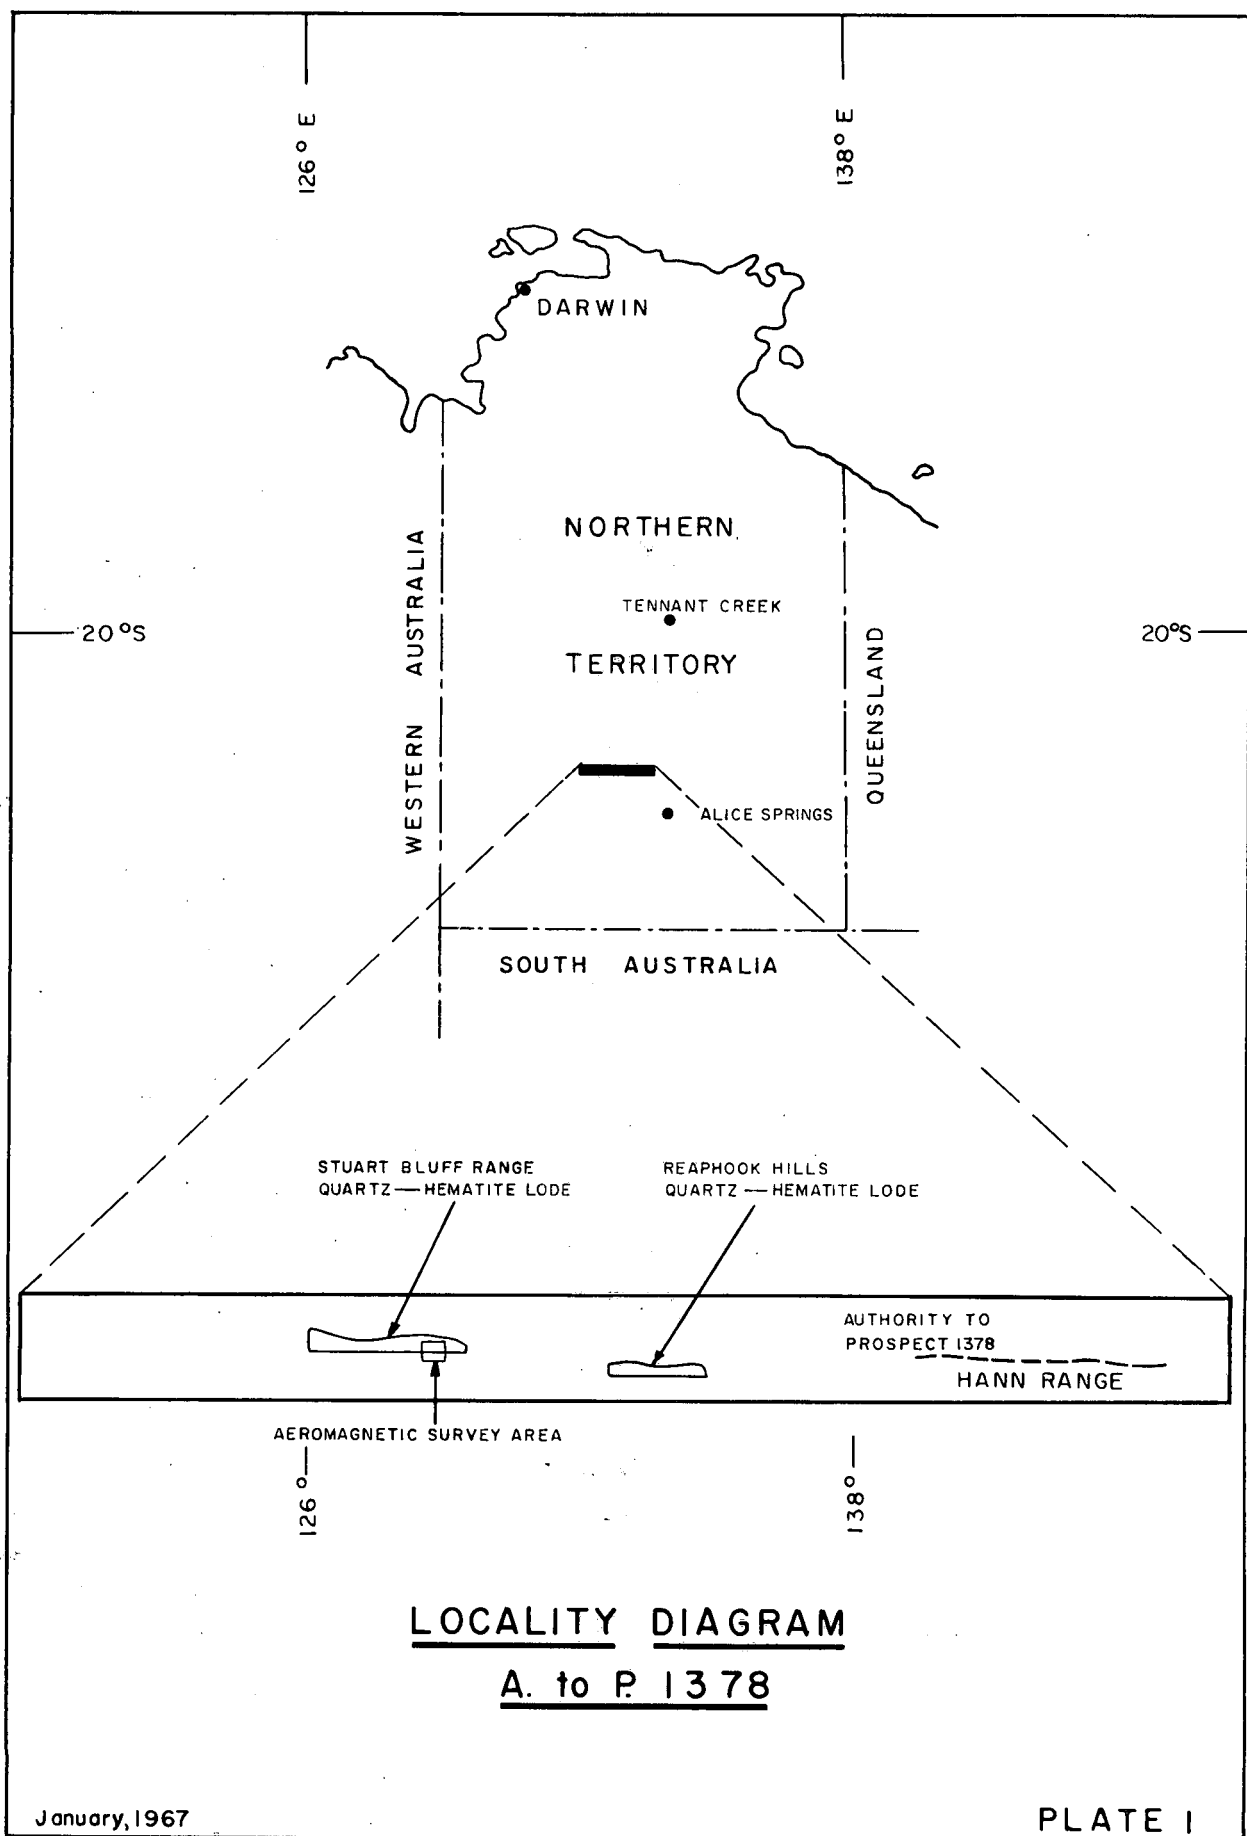 126° E
138° E
DARWIN
NORTHERN
TENNANT CREEK
20°S
20°S
TERRITORY
WESTERN AUSTRALIA
QUEENSLAND
ALICE SPRINGS
SOUTH AUSTRALIA
STUART BLUFF RANGE
QUARTZ—HEMATITE LODE
REAPHOOK HILLS
QUARTZ—HEMATITE LODE
AUTHORITY TO
PROSPECT 1378
HANN RANGE
AEROMAGNETIC SURVEY AREA
126°
138°
LOCALITY DIAGRAM
A. to P. 1378
January, 1967
PLATE 1